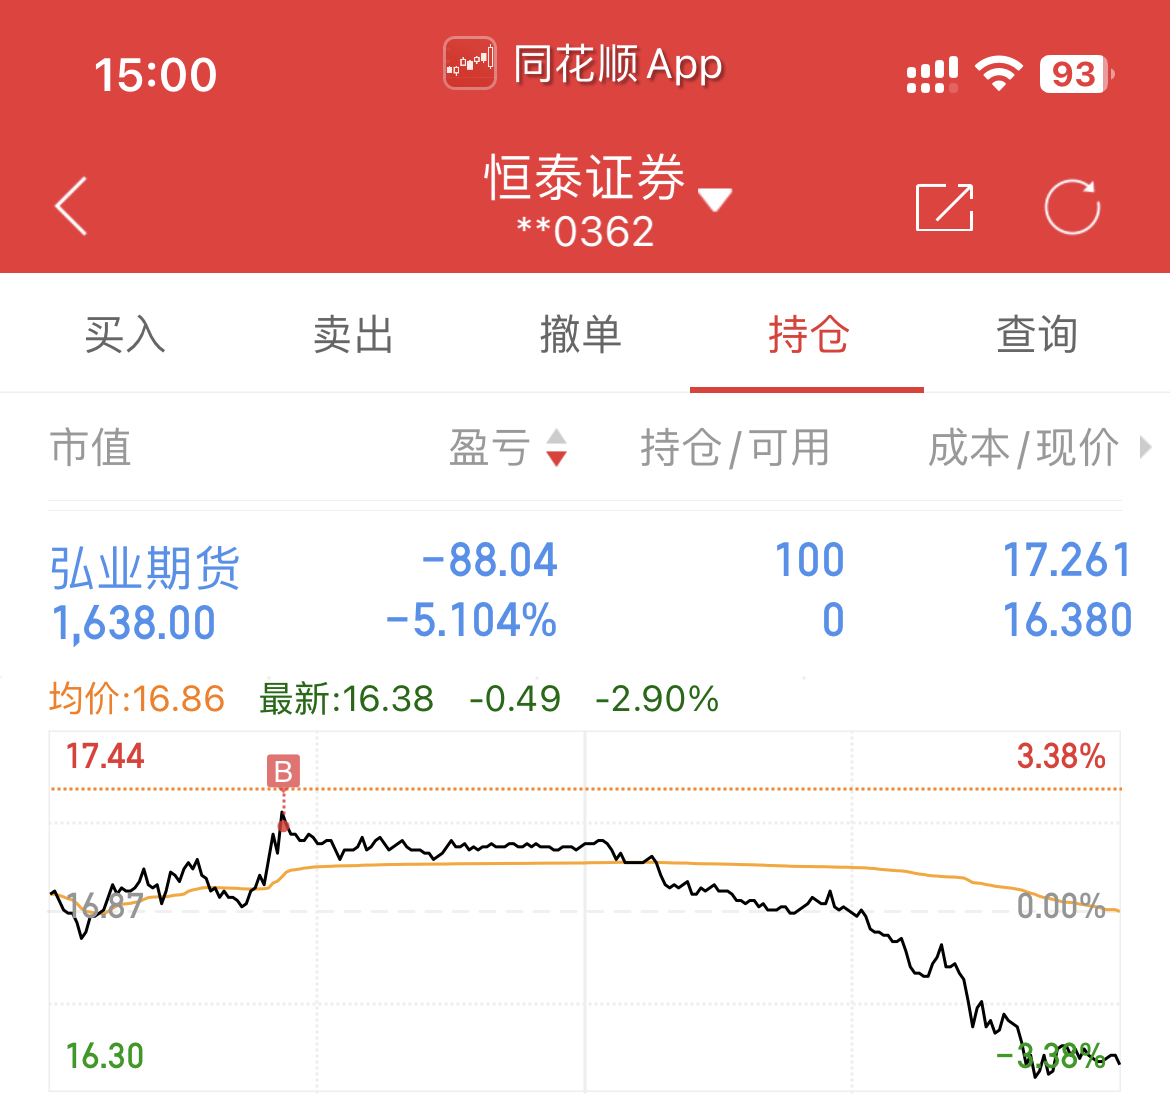 15:00 同花顺 App 93
恒泰证券
**0362
买入 卖出 撤单 持仓 查询
市值 盈亏 持仓/可用 成本/现价
弘业期货 -88.04 100 17.261
1,638.00 -5.104% 0 16.380
均价:16.86 最新:16.38 -0.49 -2.90%
17.44 3.38%
B
16.87 0.00%
16.30 -3.38%